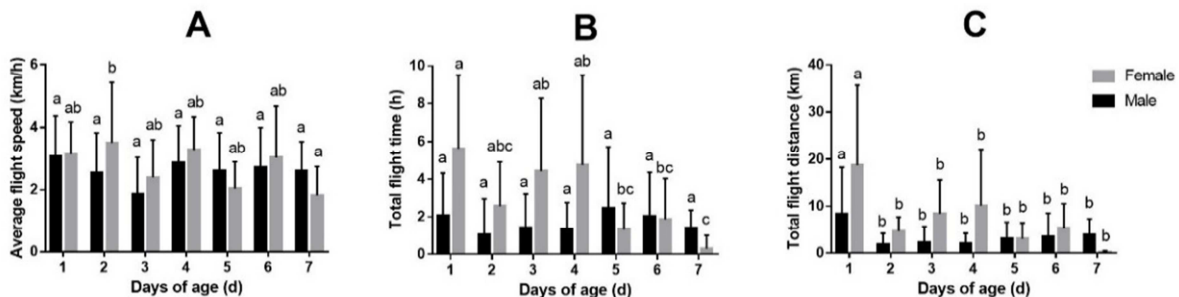 A
B
C
Average flight speed (km/h)
6
4
2
0
a ab a b a ab a ab a ab a ab a a
1 2 3 4 5 6 7
Days of age (d)
Total flight time (h)
10
8
6
4
2
0
a a a abc a ab a ab a bc a bc a c
1 2 3 4 5 6 7
Days of age (d)
Total flight distance (km)
40
30
20
10
0
a a b b b b b b b b b b b b
1 2 3 4 5 6 7
Days of age (d)
Female
Male